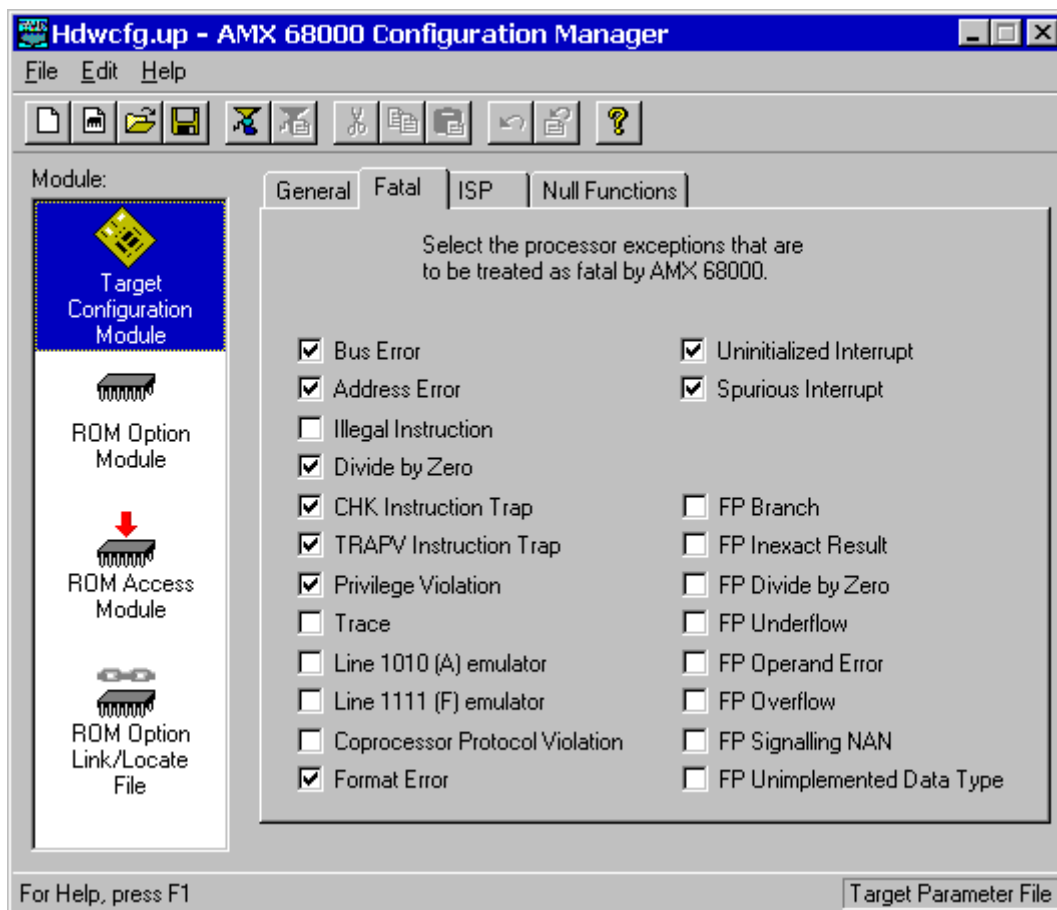 Hdwcfg.up - AMX 68000 Configuration Manager
File Edit Help
Module:
Target
Configuration
Module
ROM Option
Module
ROM Access
Module
ROM Option
Link/Locate
File
General Fatal ISP Null Functions
Select the processor exceptions that are
to be treated as fatal by AMX 68000.
Bus Error
Address Error
Illegal Instruction
Divide by Zero
CHK Instruction Trap
TRAPV Instruction Trap
Privilege Violation
Trace
Line 1010 (A) emulator
Line 1111 (F) emulator
Coprocessor Protocol Violation
Format Error
Uninitialized Interrupt
Spurious Interrupt
FP Branch
FP Inexact Result
FP Divide by Zero
FP Underflow
FP Operand Error
FP Overflow
FP Signalling NAN
FP Unimplemented Data Type
For Help, press F1
Target Parameter File